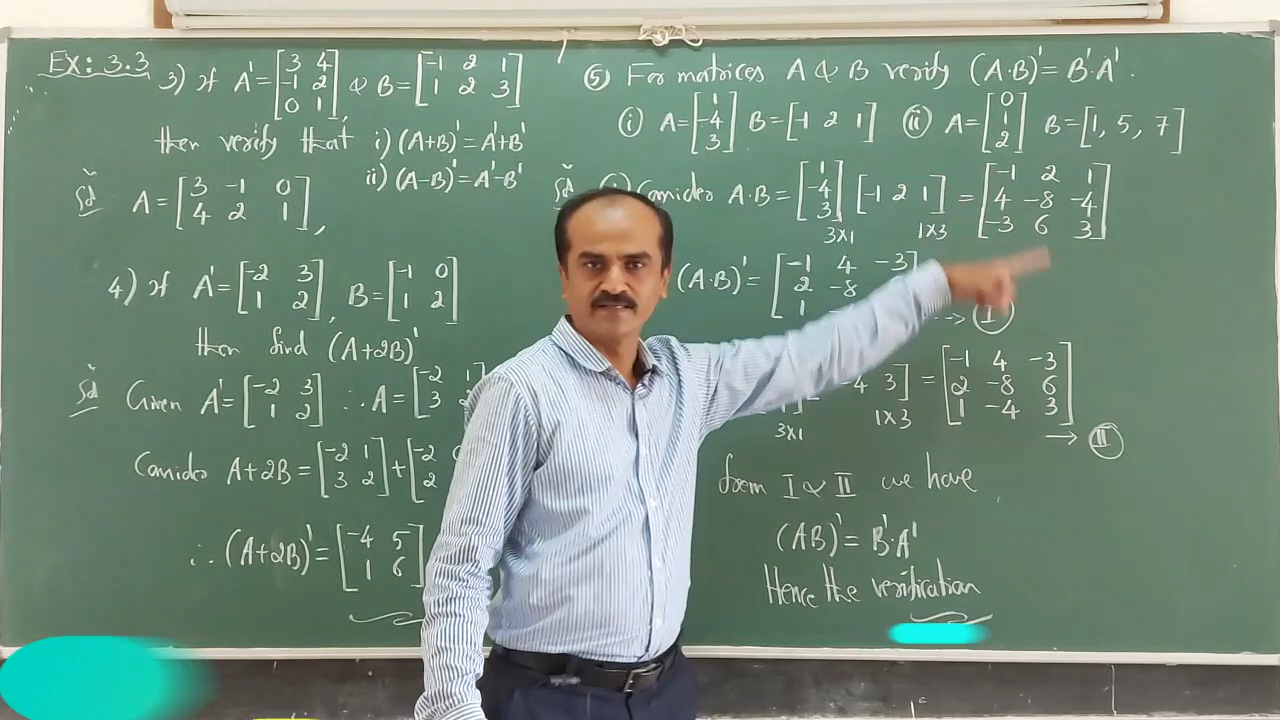 Ex: 3.3
3) If A' = [3 4; -1 2; 0 1], & B = [-1 2 1; 1 2 3]
then verify that i) (A+B)' = A'+B'
ii) (A-B)' = A'-B'
Sol A = [3 -1 0; 4 2 1],
4) If A' = [-2 3; 1 2], B = [-1 0; 1 2]
then find (A+2B)'
Sol Given A' = [-2 3; 1 2] ∴ A = [-2 1; 3 2
Consider A+2B = [-2 1; 3 2] + [-2; 2
∴ (A+2B)' = [-4 5; 1 6]
⑤ For matrices A & B verify (A·B)' = B'·A'.
(i) A = [1; -4; 3] B = [-1 2 1] (ii) A = [0; 1; 2] B = [1, 5, 7]
Sol Consider A·B = [1; -4; 3] [-1 2 1] = [-1 2 1; 4 -8 -4; -3 6 3]
3×1 1×3
(A·B)' = [-1 4 -3; 2 -8; 1
→ (I)
-4 3] = [-1 4 -3; 2 -8 6; 1 -4 3]
3×1 1×3
→ (II)
from I & II we have
(AB)' = B'·A'
Hence the verification